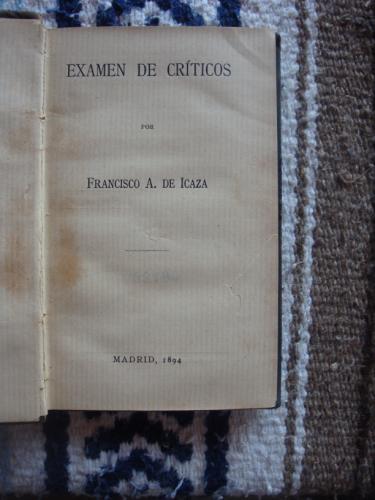 EXAMEN DE CRÍTICOS
POR
FRANCISCO A. DE ICAZA
MADRID, 1894